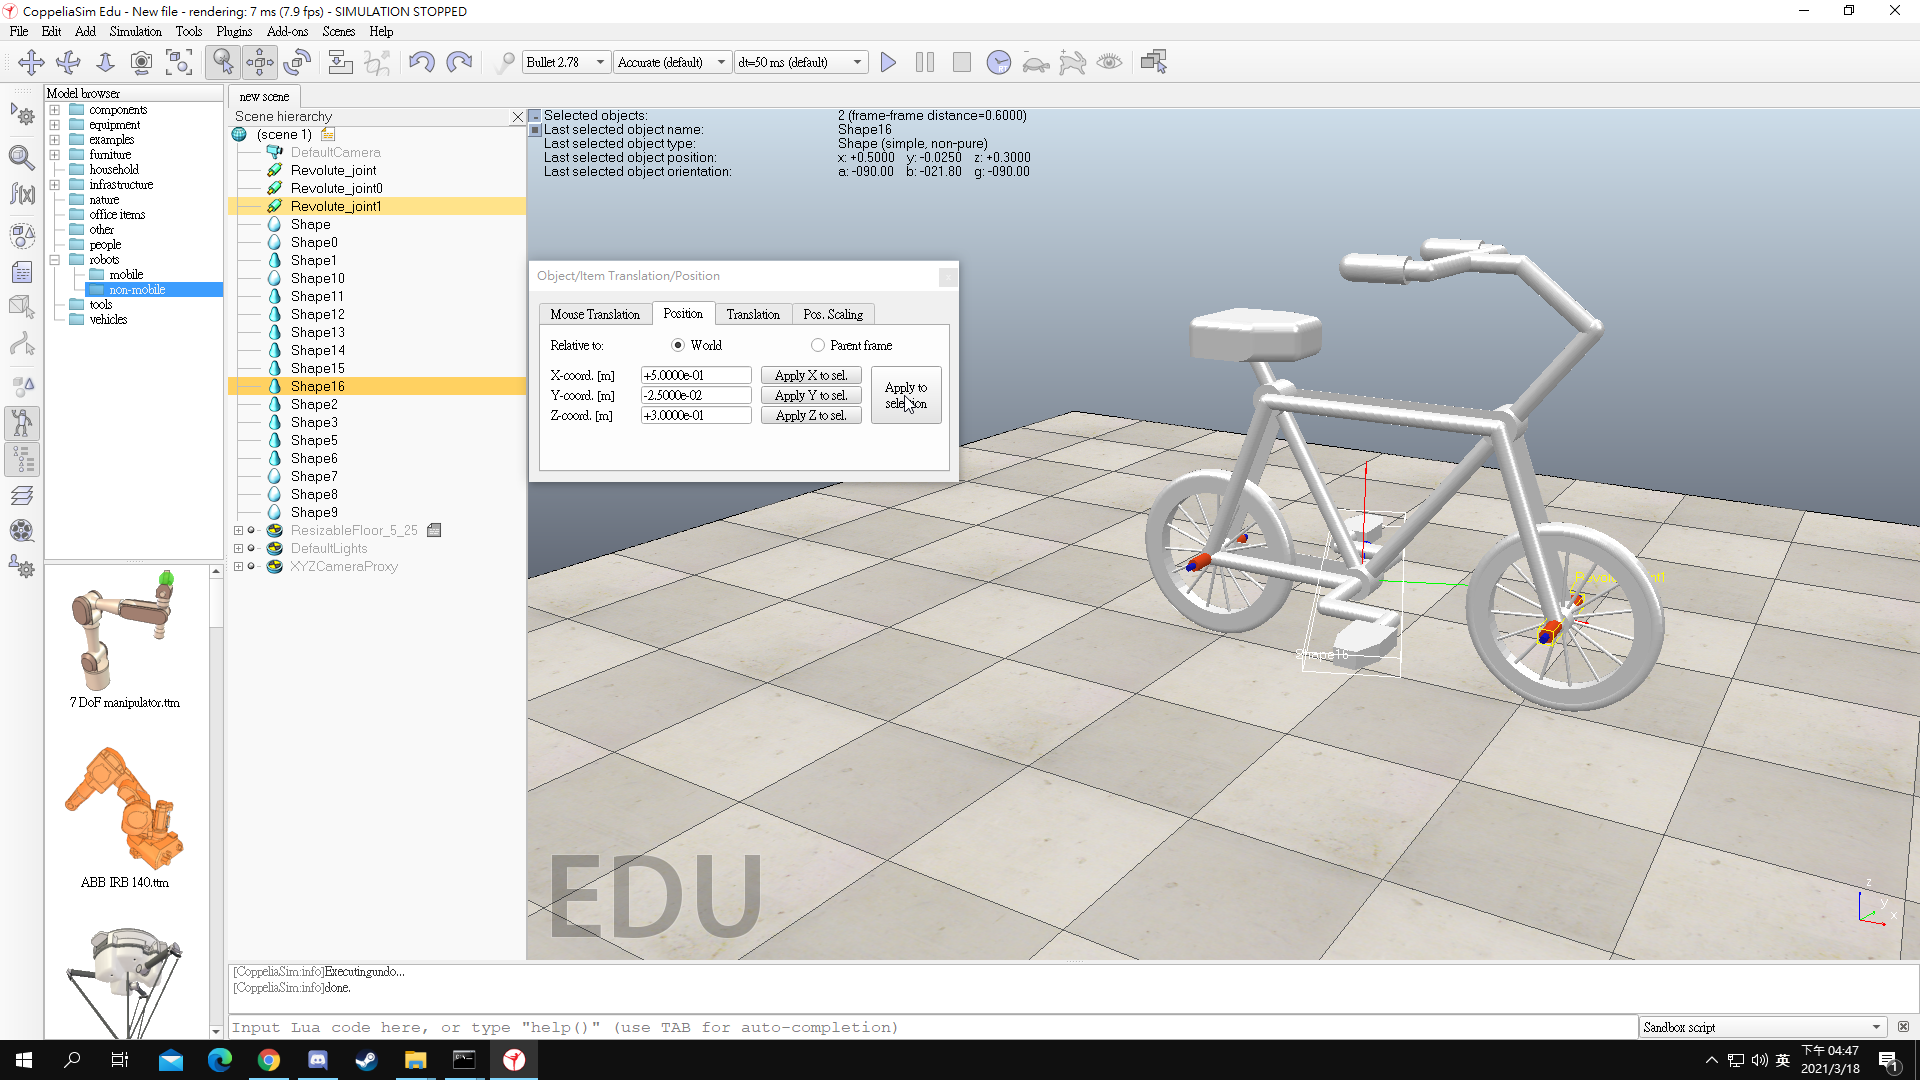 CoppeliaSim Edu - New file - rendering: 7 ms (7.9 fps) - SIMULATION STOPPED
File Edit Add Simulation Tools Plugins Add-ons Scenes Help
Bullet 2.78 Accurate (default) dt=50 ms (default)
Model browser
components
equipment
examples
furniture
household
infrastructure
nature
office items
other
people
robots
mobile
non-mobile
tools
vehicles
7 DoF manipulator.ttm
ABB IRB 140.ttm
new scene
Scene hierarchy
(scene 1)
DefaultCamera
Revolute_joint
Revolute_joint0
Revolute_joint1
Shape
Shape0
Shape1
Shape10
Shape11
Shape12
Shape13
Shape14
Shape15
Shape16
Shape2
Shape3
Shape5
Shape6
Shape7
Shape8
Shape9
ResizableFloor_5_25
DefaultLights
XYZCameraProxy
Selected objects: 2 (frame-frame distance=0.6000)
Last selected object name: Shape16
Last selected object type: Shape (simple, non-pure)
Last selected object position: x: +0.5000 y: -0.0250 z: +0.3000
Last selected object orientation: a: -090.00 b: -021.80 g: -090.00
Object/Item Translation/Position
Mouse Translation Position Translation Pos. Scaling
Relative to: World Parent frame
X-coord. [m] +5.0000e-01 Apply X to sel.
Y-coord. [m] -2.5000e-02 Apply Y to sel.
Z-coord. [m] +3.0000e-01 Apply Z to sel.
Apply to
selection
Revolute_joint1
Shape16
EDU
z
y
x
[CoppeliaSim:info]Executingundo...
[CoppeliaSim:info]done.
Input Lua code here, or type "help()" (use TAB for auto-completion)
Sandbox script
英
下午 04:47
2021/3/18
1